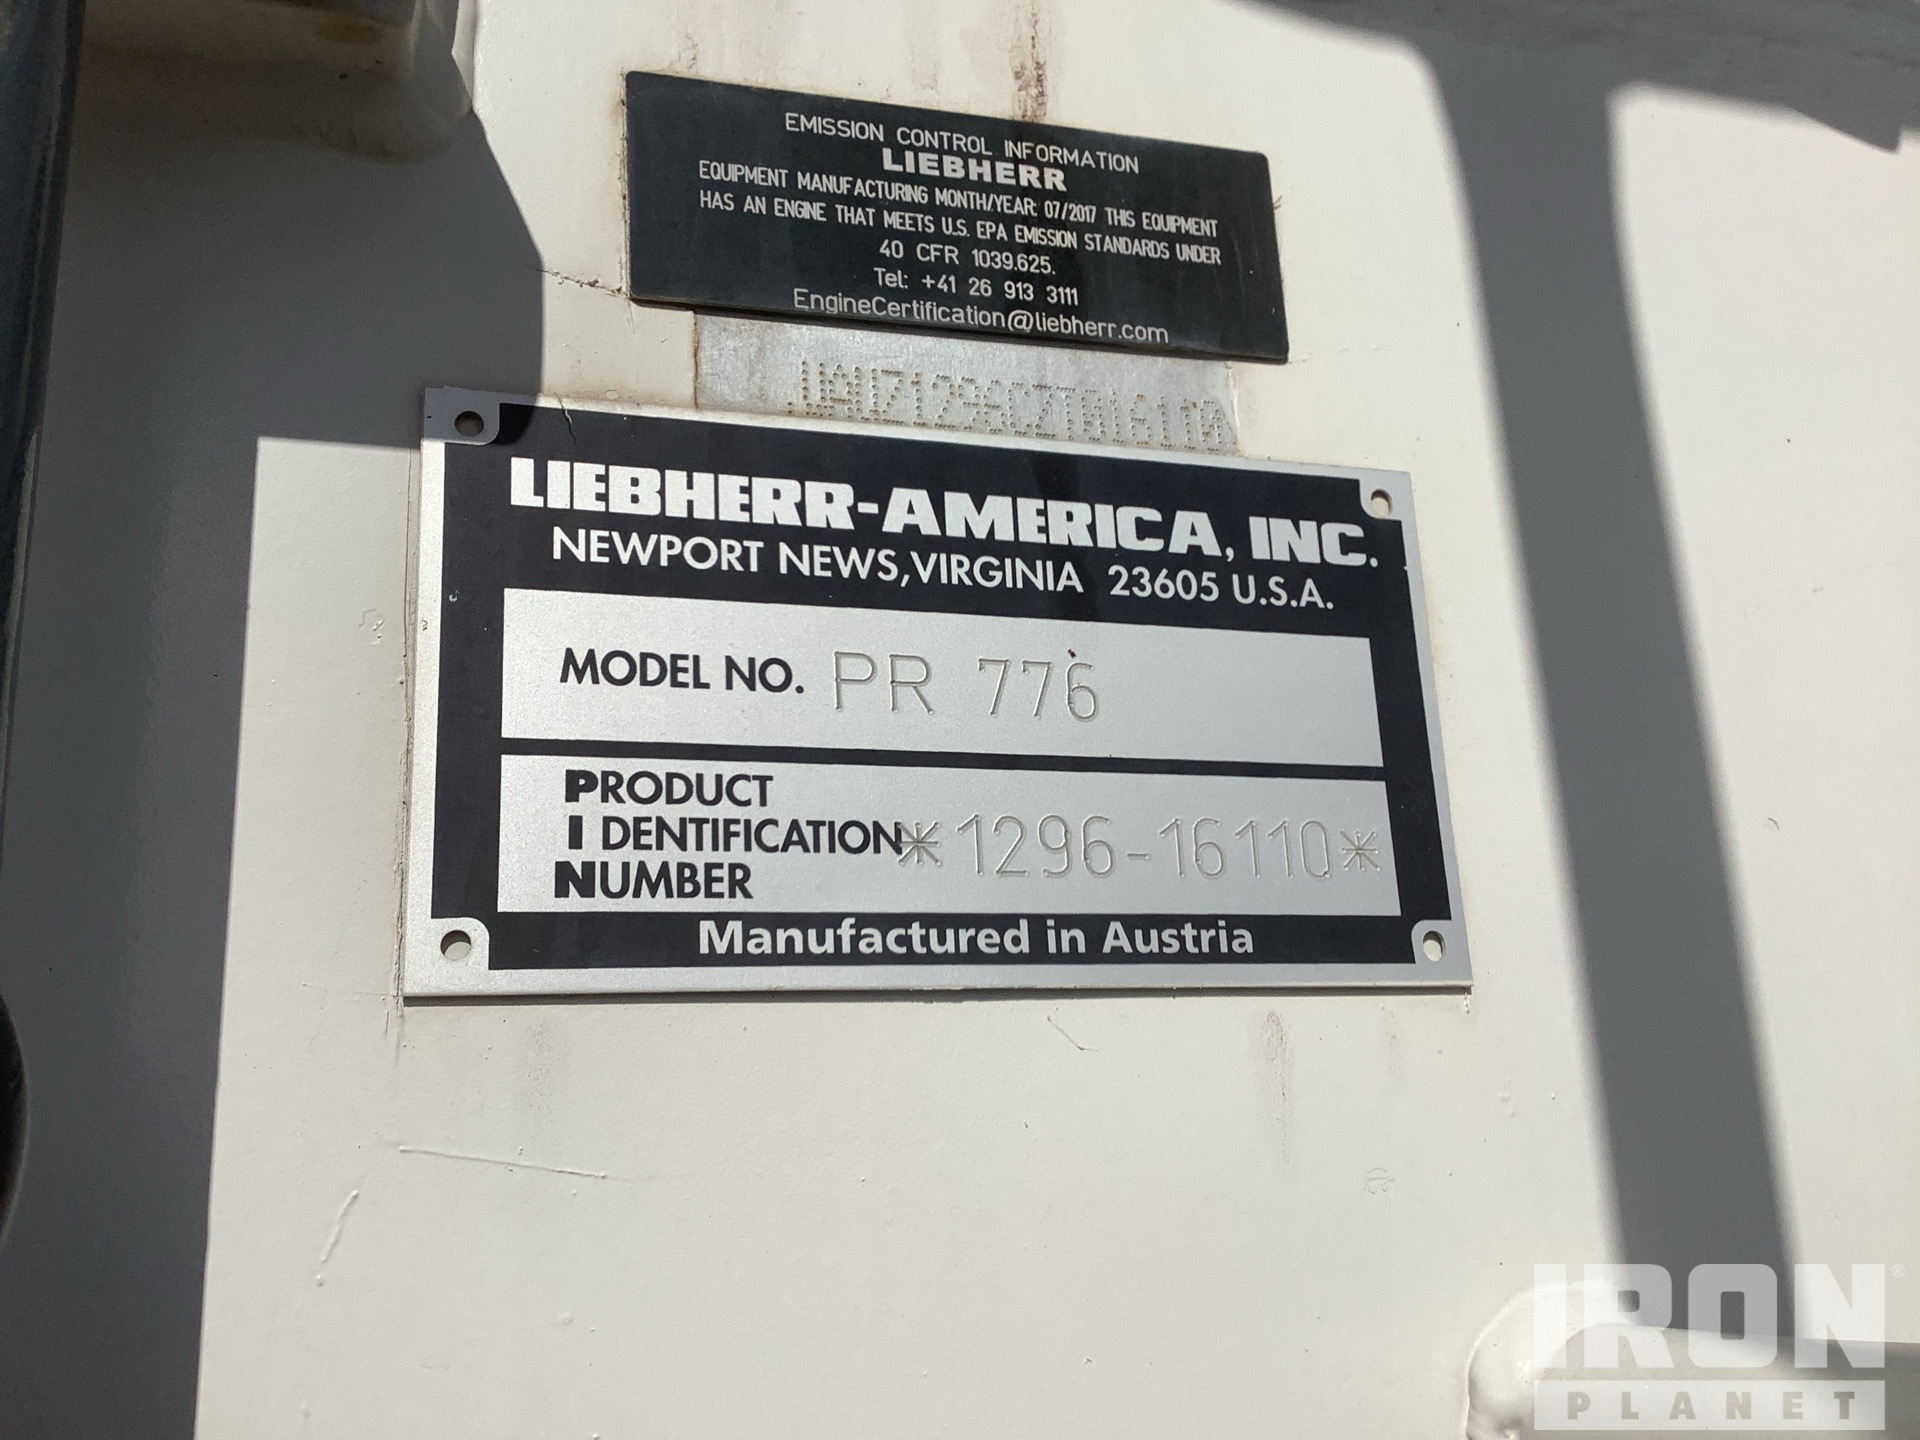 EMISSION CONTROL INFORMATION
LIEBHERR
EQUIPMENT MANUFACTURING MONTH/YEAR: 07/2017 THIS EQUIPMENT
HAS AN ENGINE THAT MEETS U.S. EPA EMISSION STANDARDS UNDER
40 CFR 1039.625.
Tel: +41 26 913 3111
EngineCertification@liebherr.com
LIEBHERR-AMERICA, INC.
NEWPORT NEWS, VIRGINIA 23605 U.S.A.
MODEL NO. PR 776
PRODUCT
IDENTIFICATION *1296-16110*
NUMBER
Manufactured in Austria
IRON®
PLANET